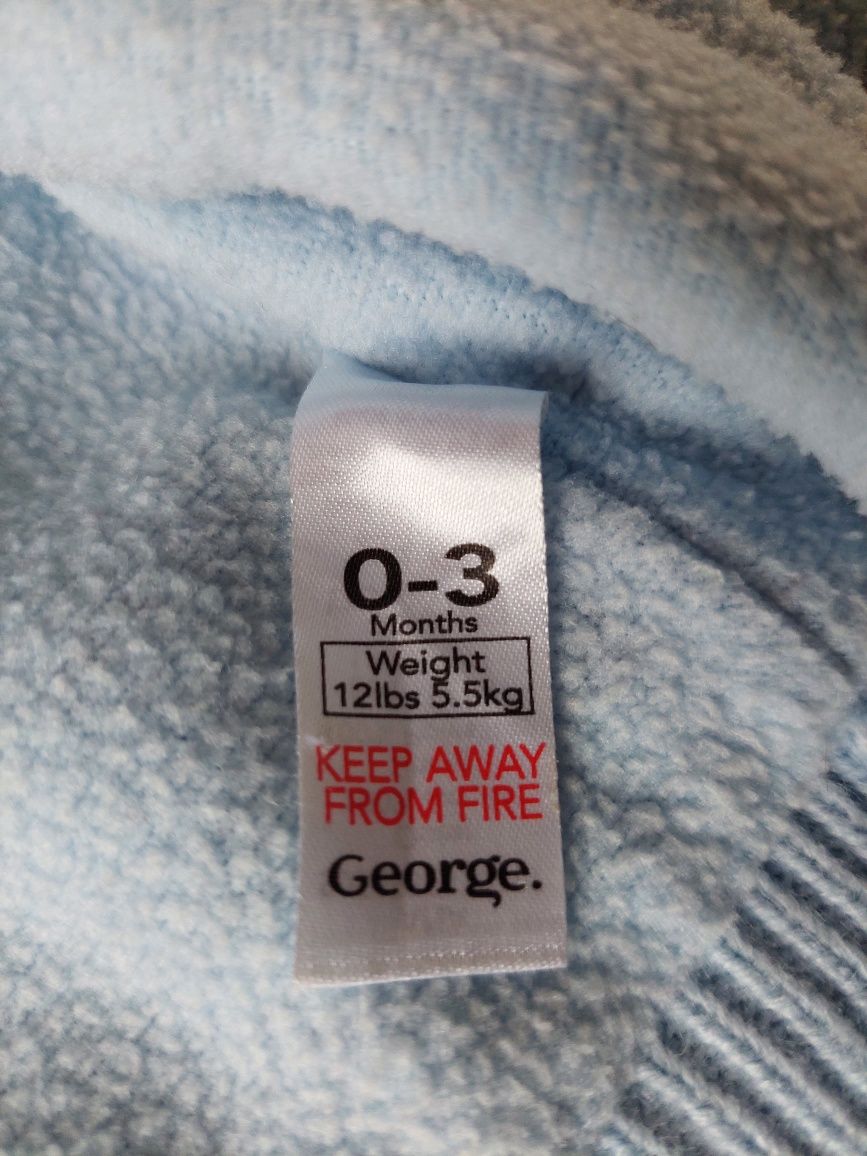 0-3
Months
Weight
12lbs 5.5kg
KEEP AWAY
FROM FIRE
George.